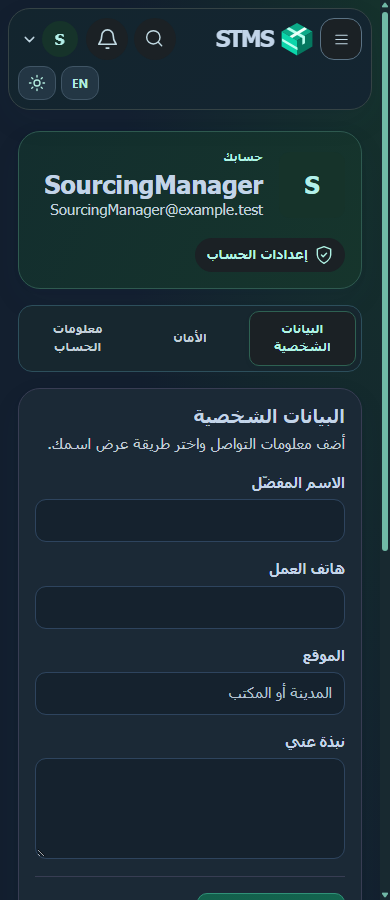 STMS
S
EN
حسابك
SourcingManager
S
SourcingManager@example.test
إعدادات الحساب
البيانات الشخصية
الأمان
معلومات الحساب
البيانات الشخصية
أضف معلومات التواصل واختر طريقة عرض اسمك.
الاسم المفضّل
هاتف العمل
الموقع
المدينة أو المكتب
نبذة عني